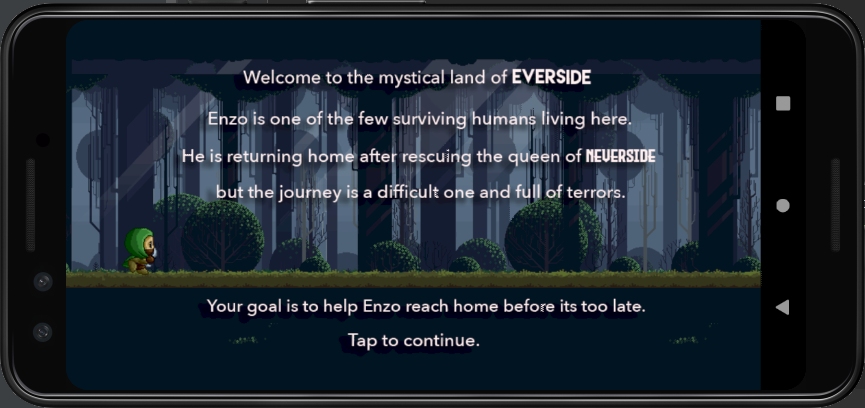 Welcome to the mystical land of EVERSIDE
Enzo is one of the few surviving humans living here.
He is returning home after rescuing the queen of NEVERSIDE
but the journey is a difficult one and full of terrors.
Your goal is to help Enzo reach home before its too late.
Tap to continue.